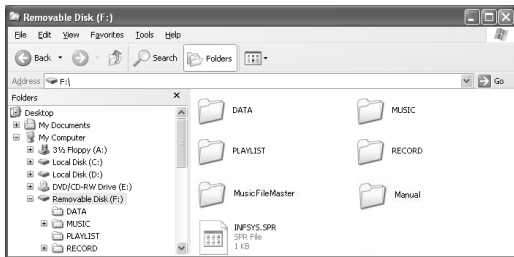 Removable Disk (F:)
File Edit View Favorites Tools Help
Back Search Folders
Address F:\ Go
Folders
Desktop
My Documents
My Computer
3½ Floppy (A:)
Local Disk (C:)
Local Disk (D:)
DVD/CD-RW Drive (E:)
Removable Disk (F:)
DATA
MUSIC
PLAYLIST
RECORD
DATA MUSIC
PLAYLIST RECORD
MusicFileMaster Manual
INFSYS.SPR
SPR File
1 KB